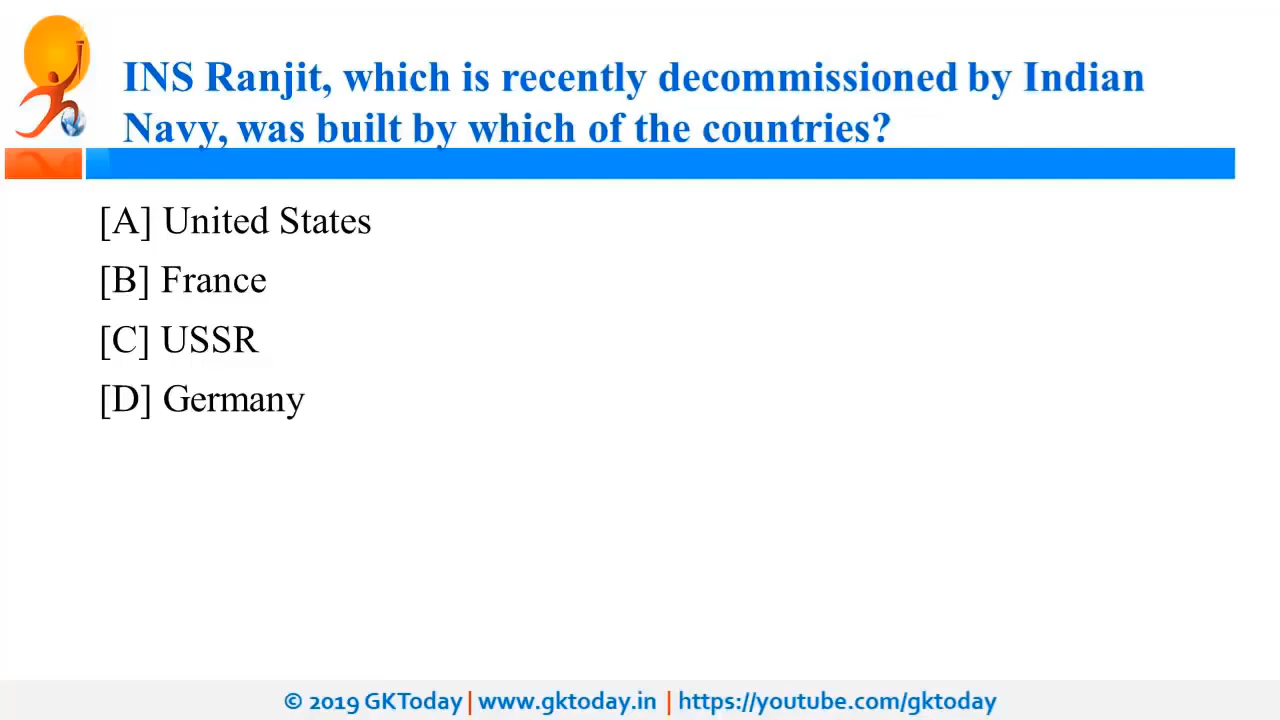 INS Ranjit, which is recently decommissioned by Indian
Navy, was built by which of the countries?
[A] United States
[B] France
[C] USSR
[D] Germany
© 2019 GKToday | www.gktoday.in | https://youtube.com/gktoday